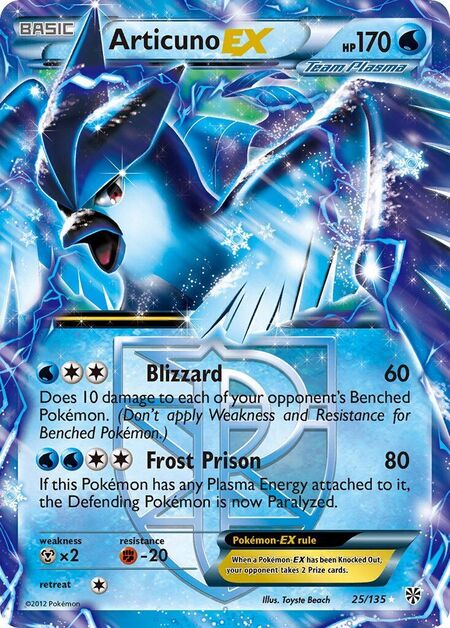 BASIC
Articuno EX
HP170
Team Plasma
Blizzard 60
Does 10 damage to each of your opponent's Benched
Pokémon. (Don't apply Weakness and Resistance for
Benched Pokémon.)
Frost Prison 80
If this Pokémon has any Plasma Energy attached to it,
the Defending Pokémon is now Paralyzed.
weakness
×2
resistance
-20
retreat
Pokémon-EX rule
When a Pokémon-EX has been Knocked Out,
your opponent takes 2 Prize cards.
©2012 Pokémon
Illus. Toyste Beach
25/135